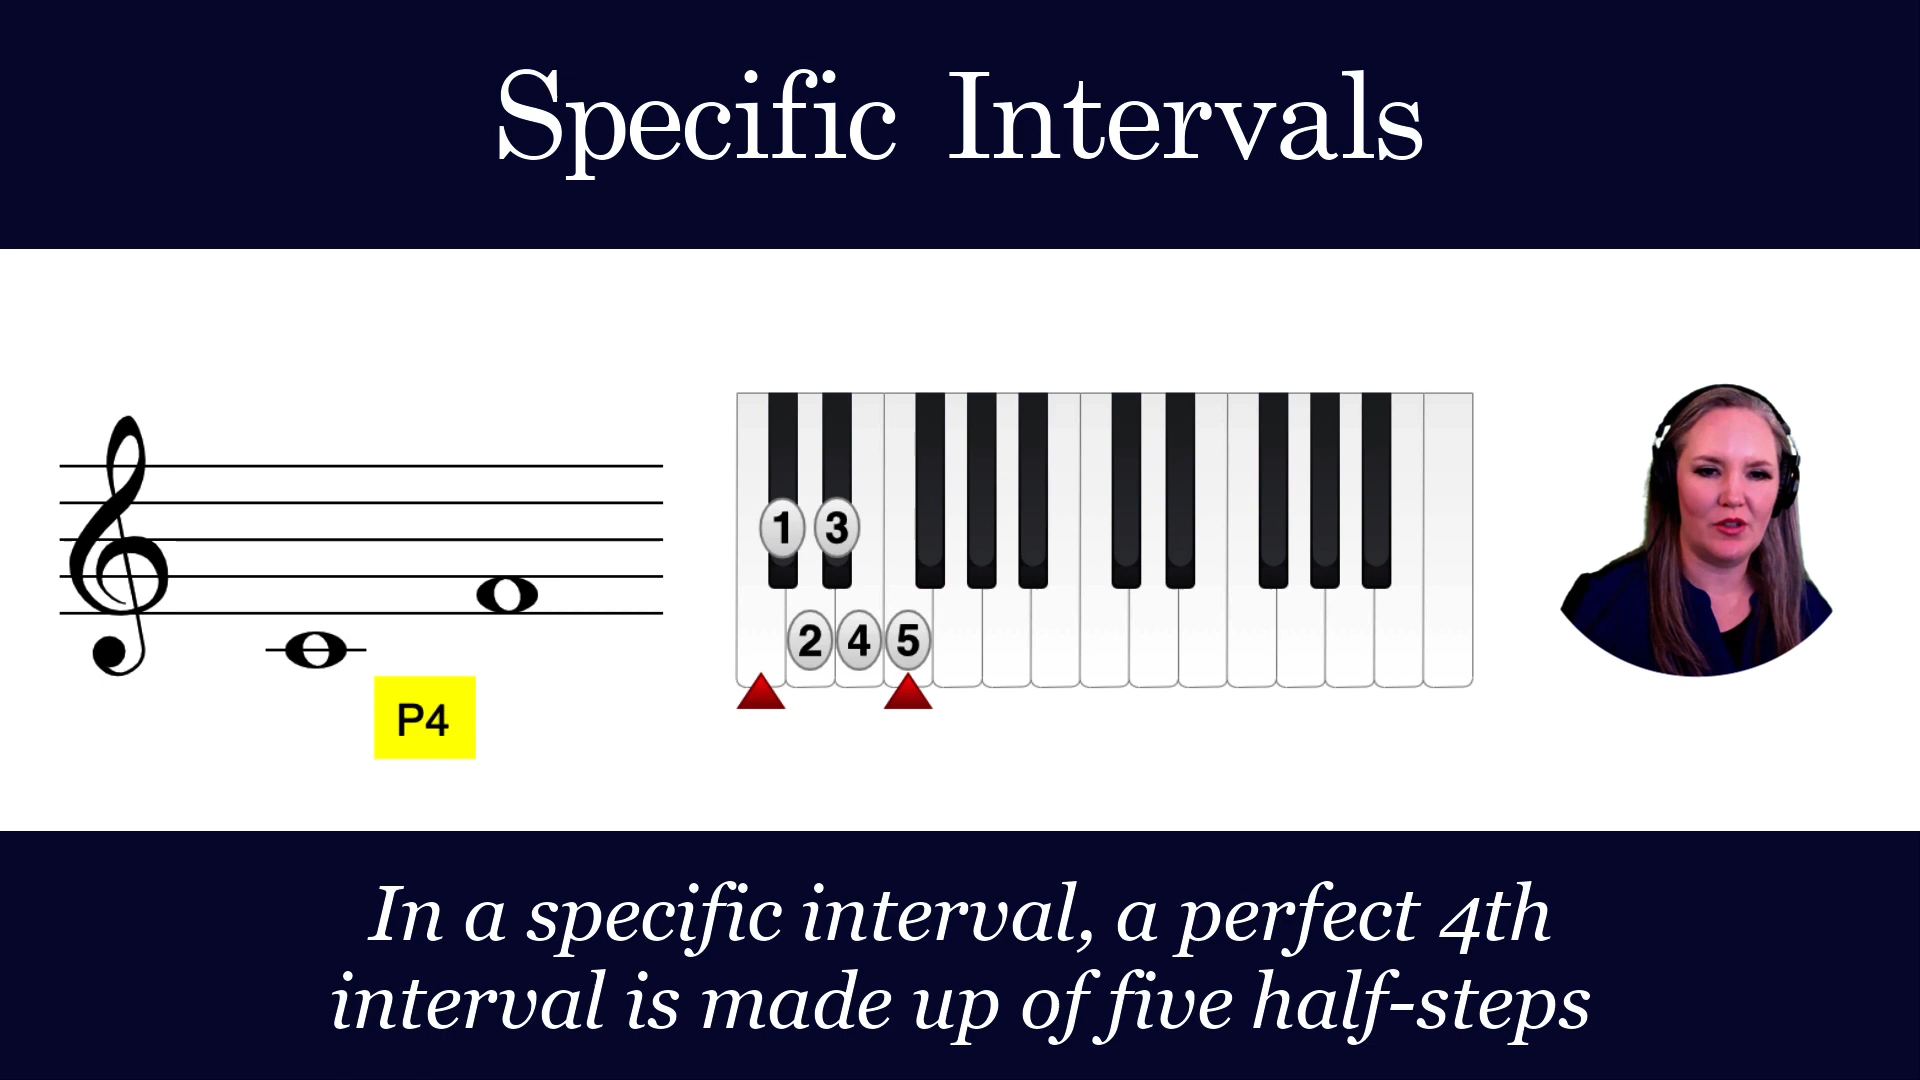 Specific Intervals
1 3
2 4 5
P4
In a specific interval, a perfect 4th
interval is made up of five half-steps